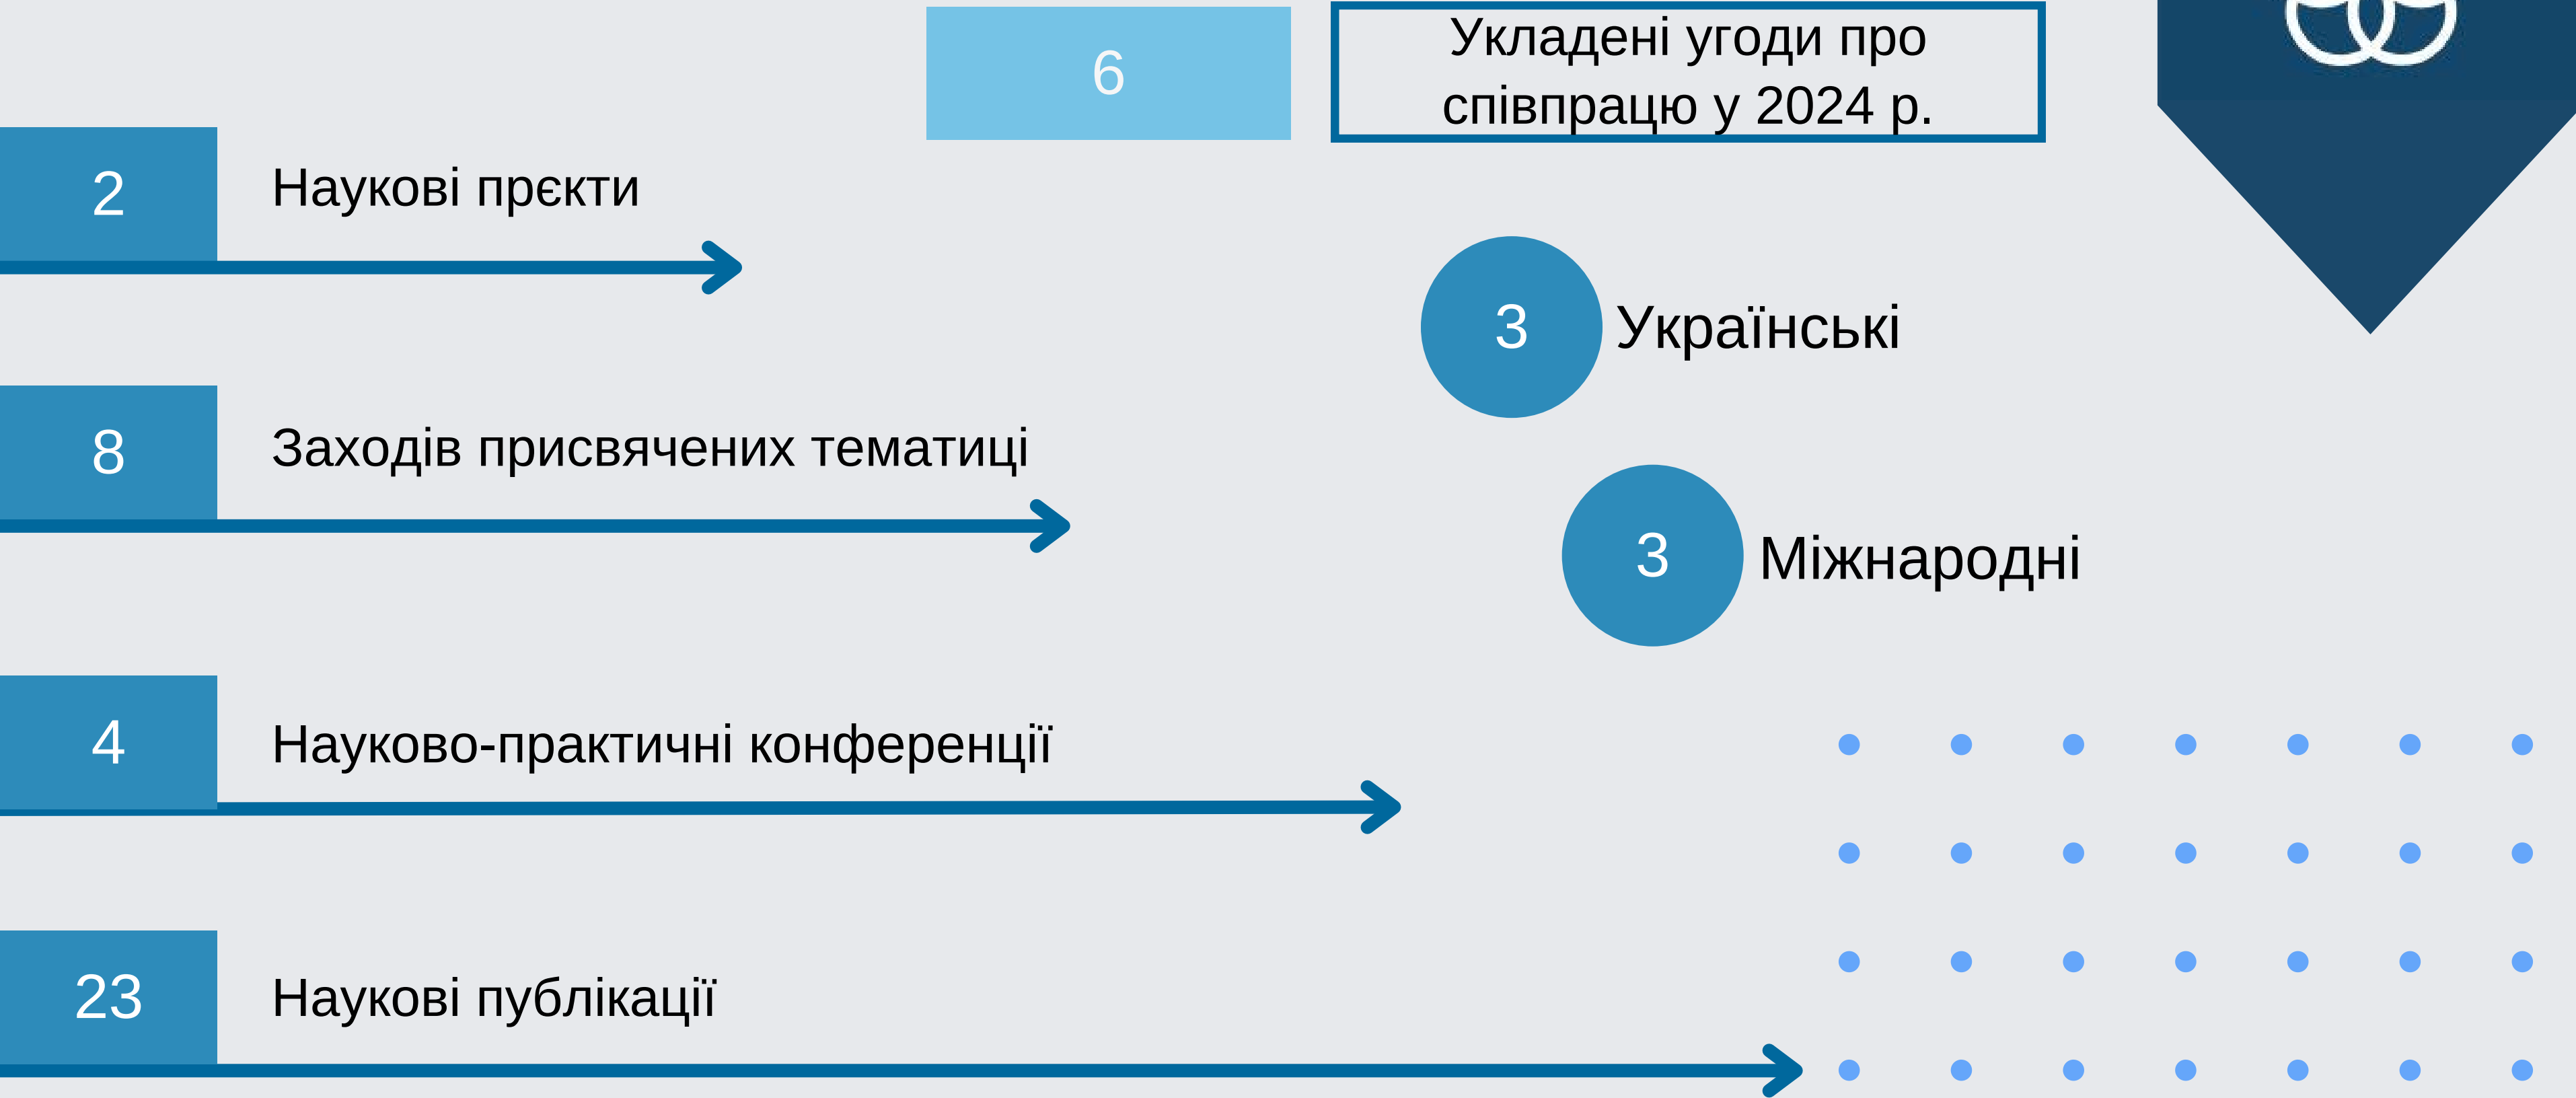 6
Укладені угоди про
співпрацю у 2024 р.
2
Наукові прєкти
3
Українські
8
Заходів присвячених тематиці
3
Міжнародні
4
Науково-практичні конференції
23
Наукові публікації